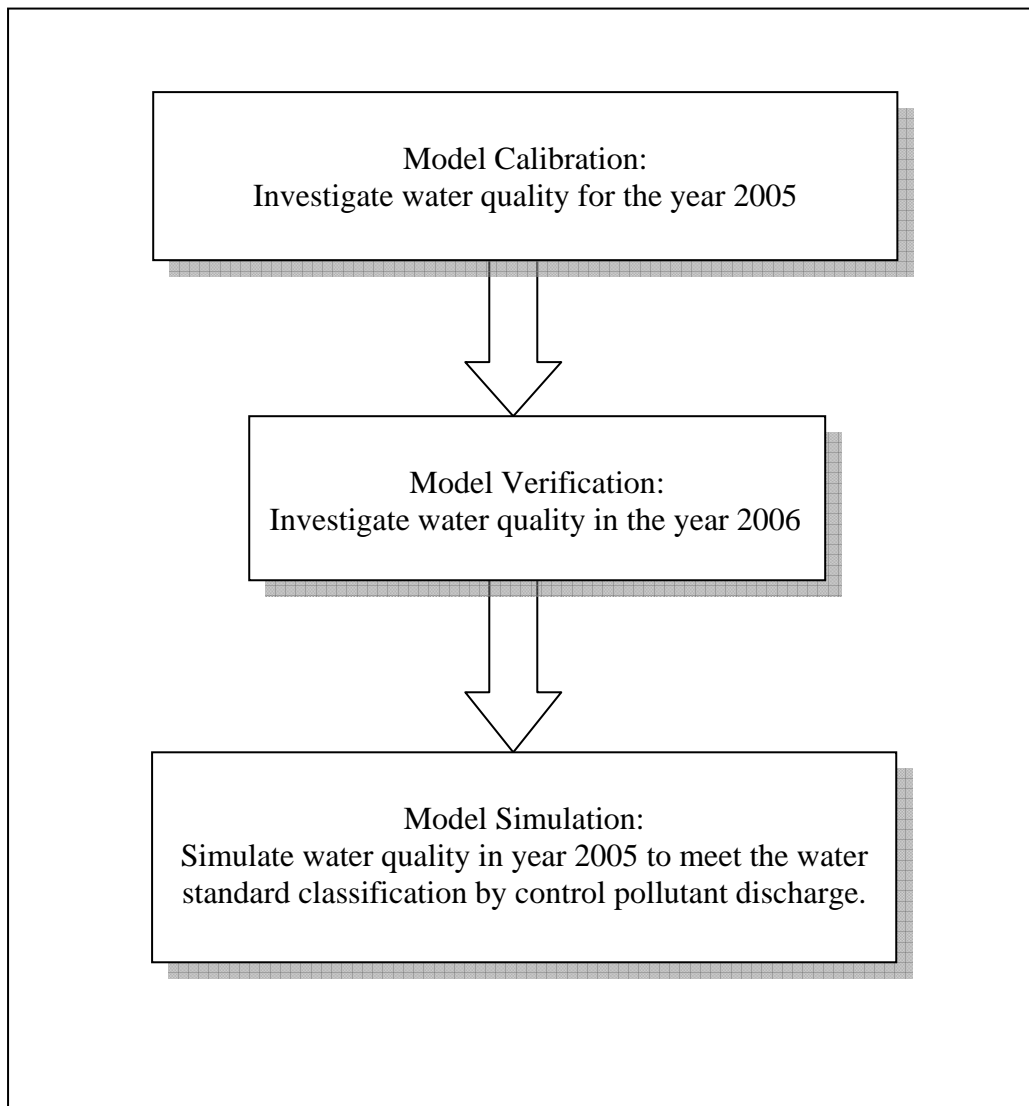 Model Calibration:
Investigate water quality for the year 2005
Model Verification:
Investigate water quality in the year 2006
Model Simulation:
Simulate water quality in year 2005 to meet the water
standard classification by control pollutant discharge.